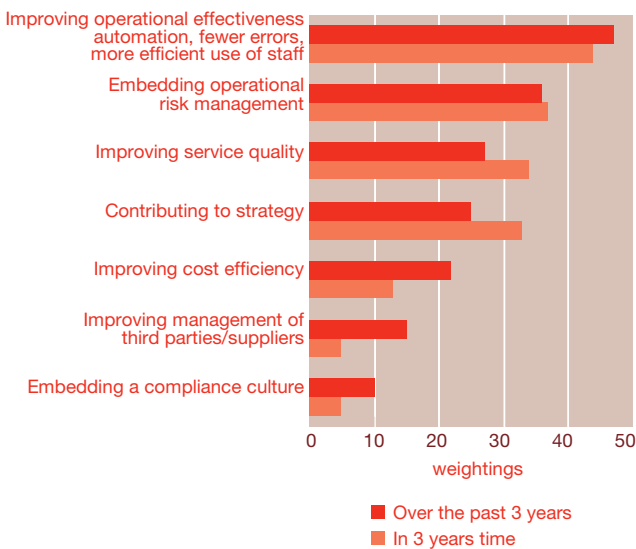 Improving operational effectiveness
automation, fewer errors,
more efficient use of staff
Embedding operational
risk management
Improving service quality
Contributing to strategy
Improving cost efficiency
Improving management of
third parties/suppliers
Embedding a compliance culture
0 10 20 30 40 50
weightings
Over the past 3 years
In 3 years time